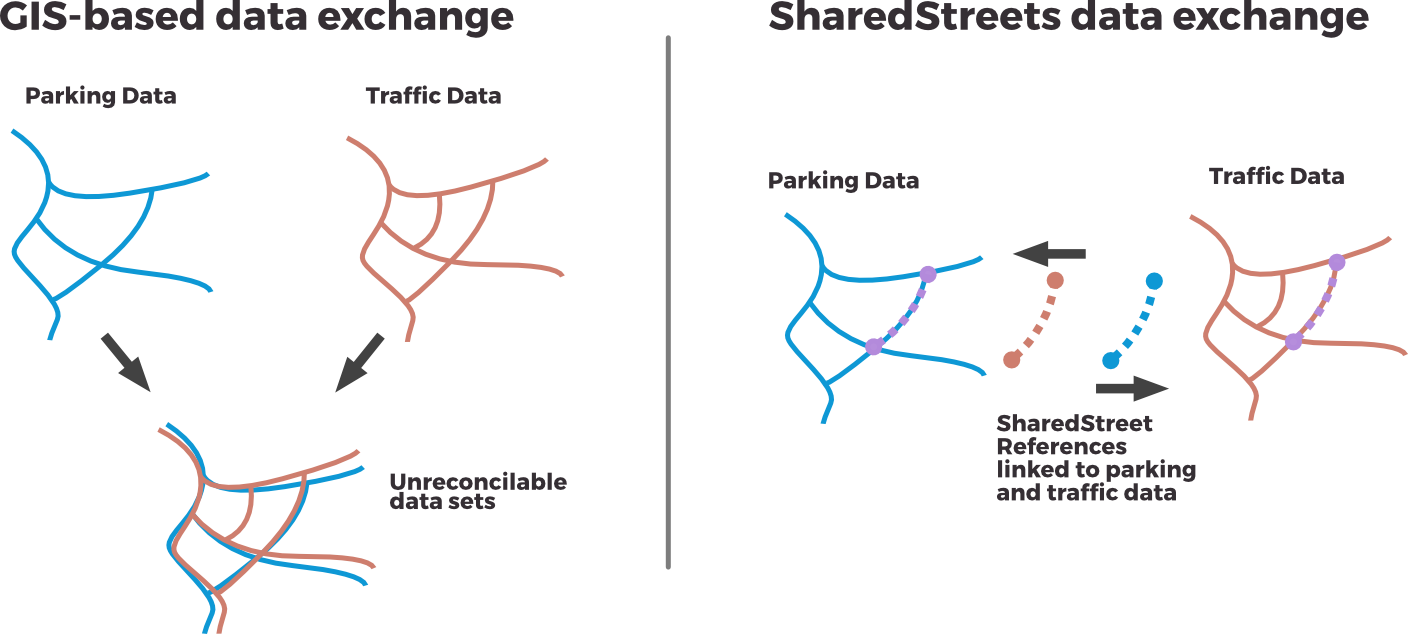 GIS-based data exchange
Parking Data
Traffic Data
Unreconcilable
data sets
SharedStreets data exchange
Parking Data
Traffic Data
SharedStreet
References
linked to parking
and traffic data